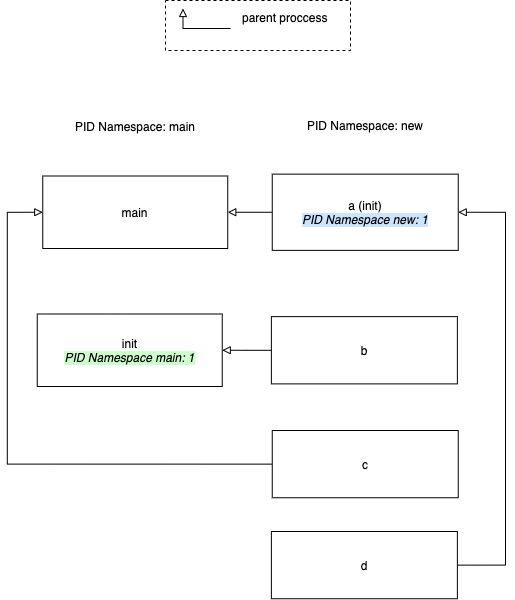 parent proccess
PID Namespace: main
PID Namespace: new
main
a (init)
PID Namespace new: 1
init
PID Namespace main: 1
b
c
d